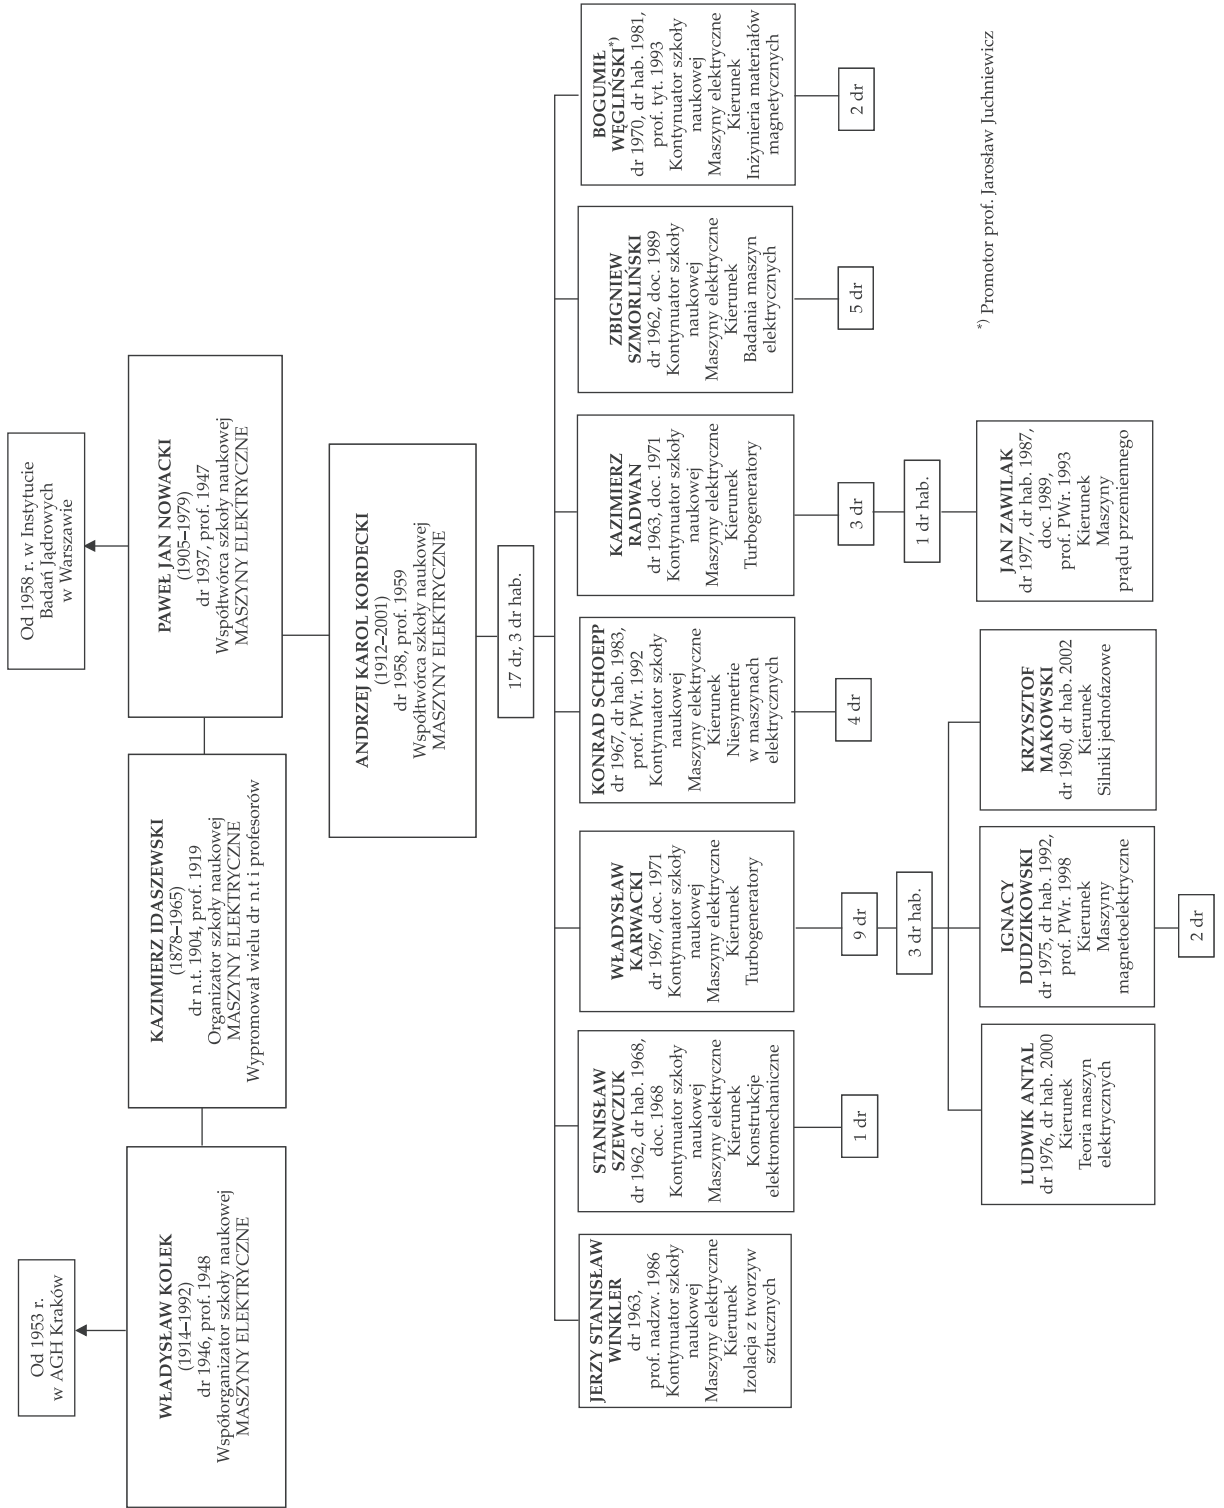 Od 1953 r.
w AGH Kraków
Od 1958 r. w Instytucie
Badań Jądrowych
w Warszawie
WŁADYSŁAW KOLEK
(1914–1992)
dr 1946, prof. 1948
Współorganizator szkoły naukowej
MASZYNY ELEKTRYCZNE
KAZIMIERZ IDASZEWSKI
(1878–1965)
dr n.t. 1904, prof. 1919
Organizator szkoły naukowej
MASZYNY ELEKTRYCZNE
Wypromował wielu dr n.t i profesorów
PAWEŁ JAN NOWACKI
(1905–1979)
dr 1937, prof. 1947
Współtwórca szkoły naukowej
MASZYNY ELEKTRYCZNE
ANDRZEJ KAROL KORDECKI
(1912–2001)
dr 1958, prof. 1959
Współtwórca szkoły naukowej
MASZYNY ELEKTRYCZNE
17 dr, 3 dr hab.
JERZY STANISŁAW
WINKLER
dr 1963,
prof. nadzw. 1986
Kontynuator szkoły
naukowej
Maszyny elektryczne
Kierunek
Izolacja z tworzyw
sztucznych
STANISŁAW
SZEWCZUK
dr 1962, dr hab. 1968,
doc. 1968
Kontynuator szkoły
naukowej
Maszyny elektryczne
Kierunek
Konstrukcje
elektromechaniczne
1 dr
WŁADYSŁAW
KARWACKI
dr 1967, doc. 1971
Kontynuator szkoły
naukowej
Maszyny elektryczne
Kierunek
Turbogeneratory
9 dr
3 dr hab.
KONRAD SCHOEPP
dr 1967, dr hab. 1983,
prof. PWr. 1992
Kontynuator szkoły
naukowej
Maszyny elektryczne
Kierunek
Niesymetrie
w maszynach
elektrycznych
4 dr
KAZIMIERZ
RADWAN
dr 1963, doc. 1971
Kontynuator szkoły
naukowej
Maszyny elektryczne
Kierunek
Turbogeneratory
3 dr
1 dr hab.
ZBIGNIEW
SZMORLIŃSKI
dr 1962, doc. 1989
Kontynuator szkoły
naukowej
Maszyny elektryczne
Kierunek
Badania maszyn
elektrycznych
5 dr
BOGUMIŁ
WĘGLIŃSKI*)
dr 1970, dr hab. 1981,
prof. tyt. 1993
Kontynuator szkoły
naukowej
Maszyny elektryczne
Kierunek
Inżynieria materiałów
magnetycznych
2 dr
LUDWIK ANTAL
dr 1976, dr hab. 2000
Kierunek
Teoria maszyn
elektrycznych
IGNACY
DUDZIKOWSKI
dr 1975, dr hab. 1992,
prof. PWr. 1998
Kierunek
Maszyny
magnetoelektryczne
2 dr
KRZYSZTOF
MAKOWSKI
dr 1980, dr hab. 2002
Kierunek
Silniki jednofazowe
JAN ZAWILAK
dr 1977, dr hab. 1987,
doc. 1989,
prof. PWr. 1993
Kierunek
Maszyny
prądu przemiennego
*) Promotor prof. Jarosław Juchniewicz